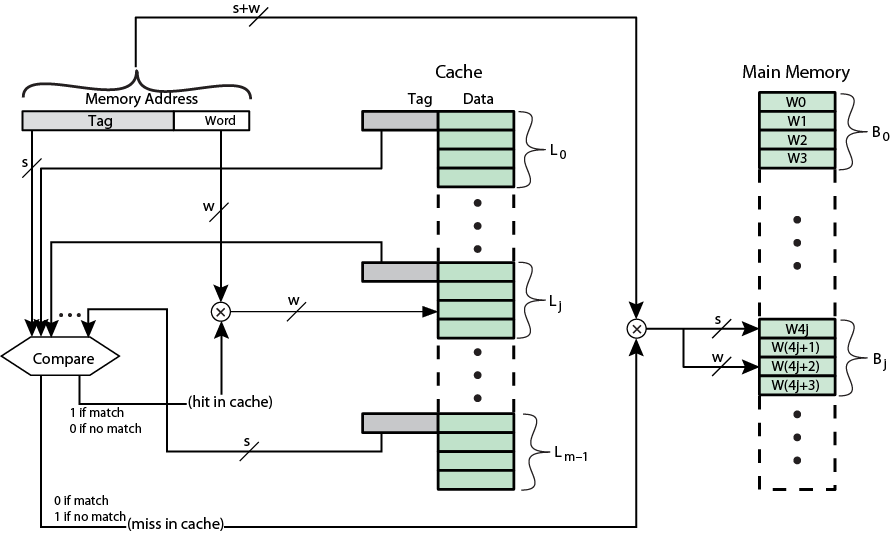 s+w
Cache
Main Memory
Memory Address
Tag
Data
Tag
Word
W0
W1
W2
W3
B0
L0
s
w
w
Lj
s
W4j
W(4j+1)
w
W(4j+2)
W(4j+3)
Bj
Compare
1 if match
0 if no match
(hit in cache)
s
Lm–1
0 if match
1 if no match
(miss in cache)